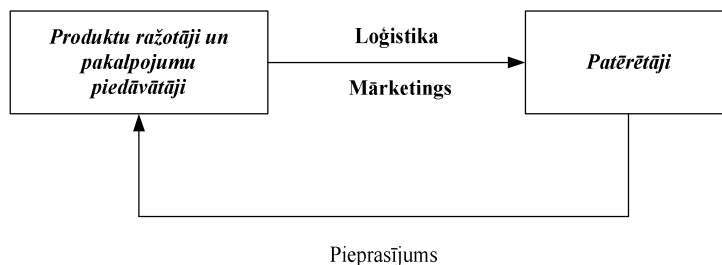 Produktu ražotāji un
pakalpojumu
piedāvātāji
Loģistika
Mārketings
Patērētāji
Pieprasījums